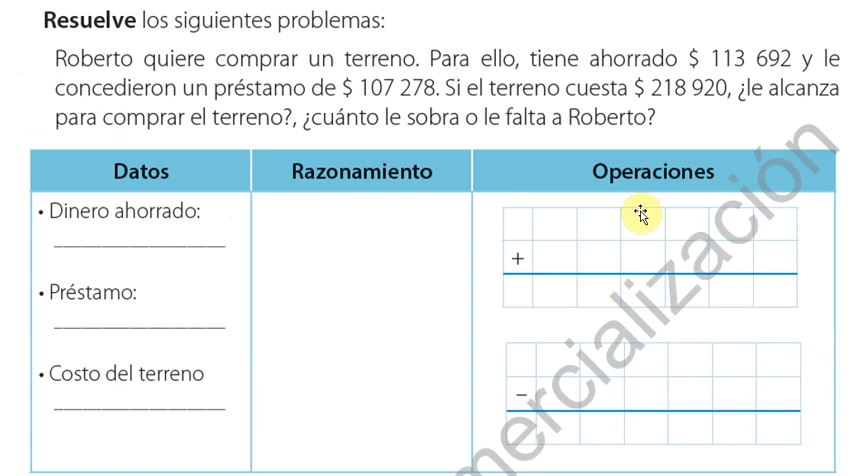 Resuelve los siguientes problemas:
Roberto quiere comprar un terreno. Para ello, tiene ahorrado $ 113 692 y le
concedieron un préstamo de $ 107 278. Si el terreno cuesta $ 218 920, ¿le alcanza
para comprar el terreno?, ¿cuánto le sobra o le falta a Roberto?
Datos Razonamiento Operaciones
• Dinero ahorrado:
+
• Préstamo:
• Costo del terreno
−
mercialización